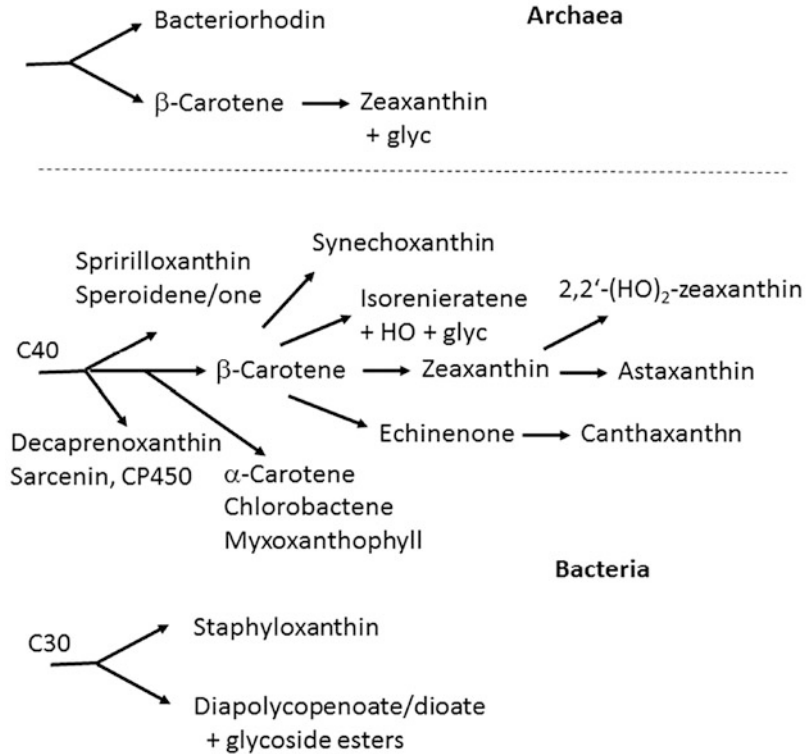 Bacteriorhodin
Archaea
β-Carotene
Zeaxanthin
+ glyc
Synechoxanthin
Spririlloxanthin
Speroidene/one
Isorenieratene
+ HO + glyc
2,2‘-(HO)₂-zeaxanthin
C40
β-Carotene
Zeaxanthin
Astaxanthin
Echinenone
Canthaxanthn
Decaprenoxanthin
Sarcenin, CP450
α-Carotene
Chlorobactene
Myxoxanthophyll
Bacteria
C30
Staphyloxanthin
Diapolycopenoate/dioate
+ glycoside esters